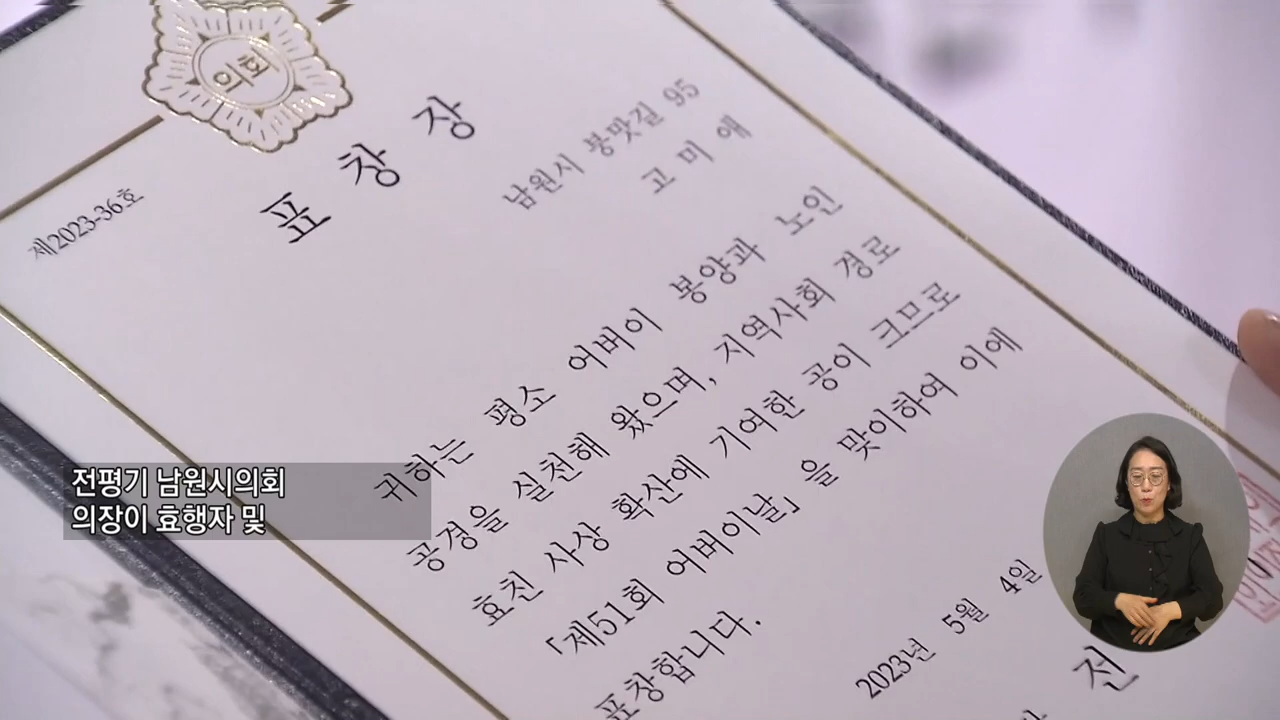 의회
제2023-36호
표 창 장
남원시 봉맛길 95
고 미 애
귀하는 평소 어버이 봉양과 노인
공경을 실천해 왔으며, 지역사회 경로
효친 사상 확산에 기여한 공이 크므로
「제51회 어버이날」을 맞이하여 이에
표창합니다.
2023년 5월 4일
전
전평기 남원시의회
의장이 효행자 및